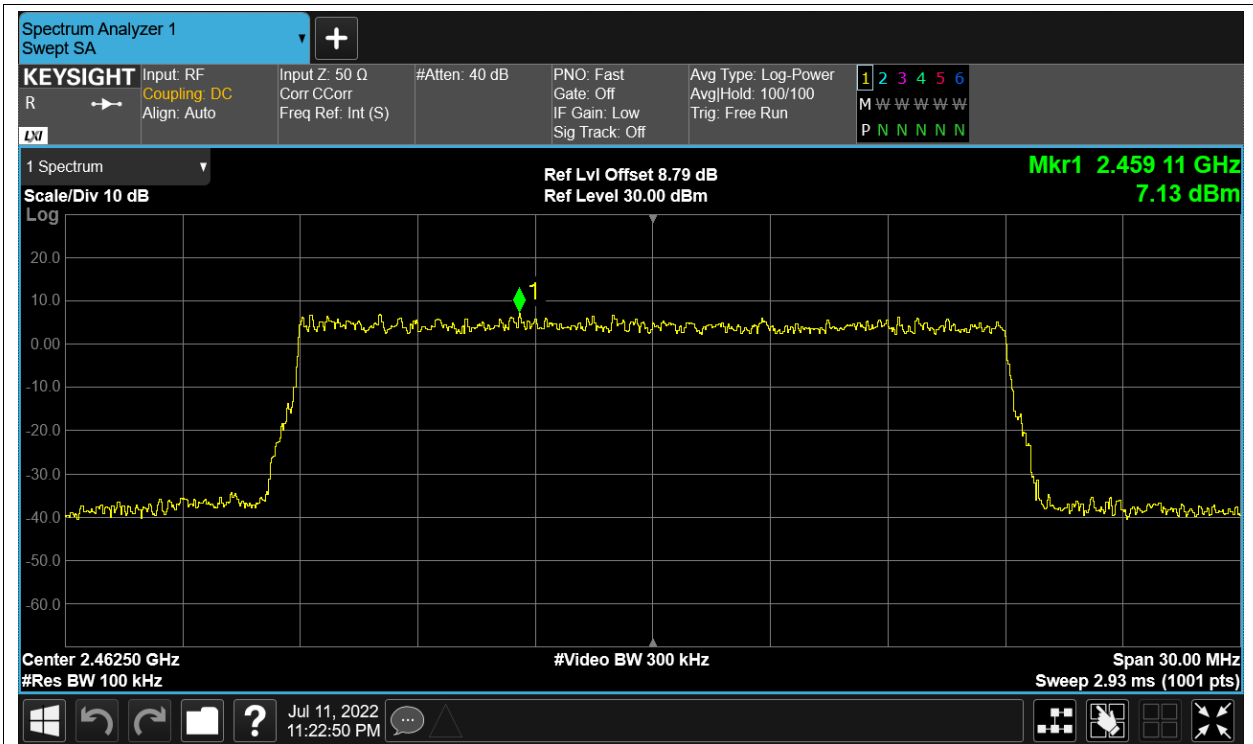 Spectrum Analyzer 1
Swept SA
KEYSIGHT
R
LXI
Input: RF
Coupling: DC
Align: Auto
Input Z: 50 Ω
Corr CCorr
Freq Ref: Int (S)
#Atten: 40 dB
PNO: Fast
Gate: Off
IF Gain: Low
Sig Track: Off
Avg Type: Log-Power
Avg|Hold: 100/100
Trig: Free Run
1 2 3 4 5 6
M W W W W W
P N N N N N
1 Spectrum
Scale/Div 10 dB
Log
Ref Lvl Offset 8.79 dB
Ref Level 30.00 dBm
Mkr1 2.459 11 GHz
7.13 dBm
20.0
10.0
0.00
-10.0
-20.0
-30.0
-40.0
-50.0
-60.0
1
Center 2.46250 GHz
#Res BW 100 kHz
#Video BW 300 kHz
Span 30.00 MHz
Sweep 2.93 ms (1001 pts)
?
Jul 11, 2022
11:22:50 PM